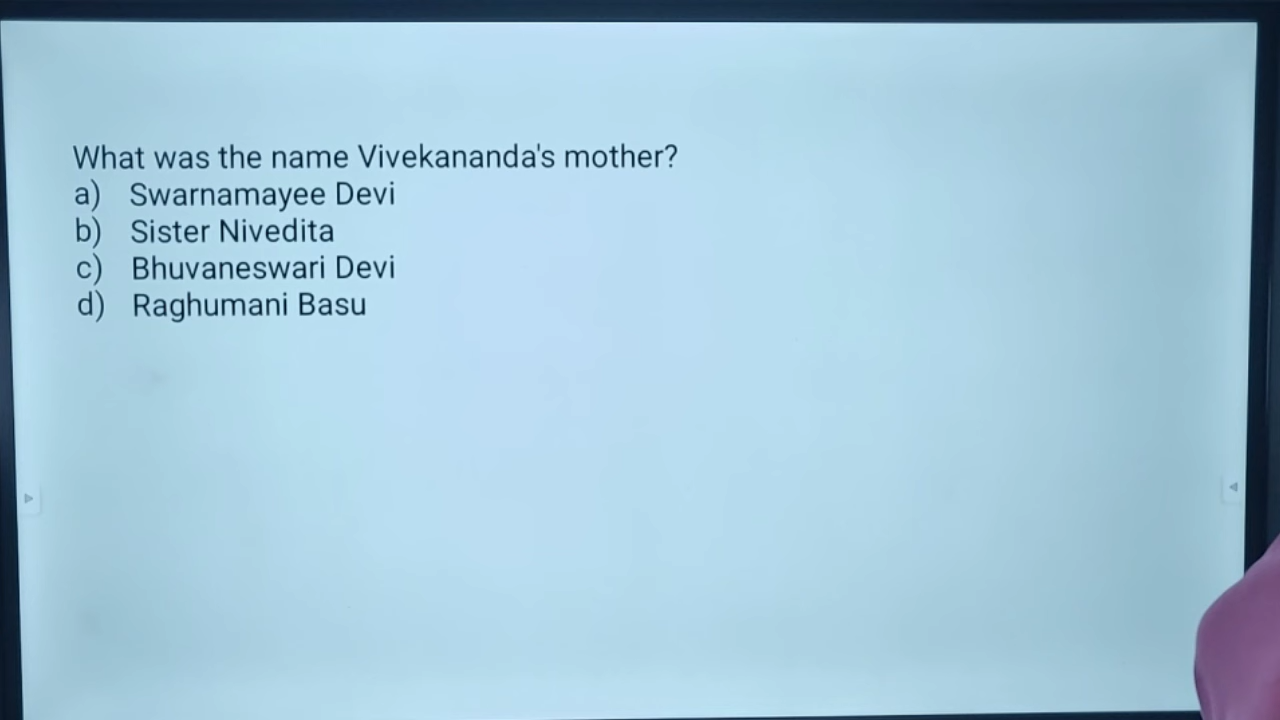 What was the name Vivekananda's mother?
a) Swarnamayee Devi
b) Sister Nivedita
c) Bhuvaneswari Devi
d) Raghumani Basu